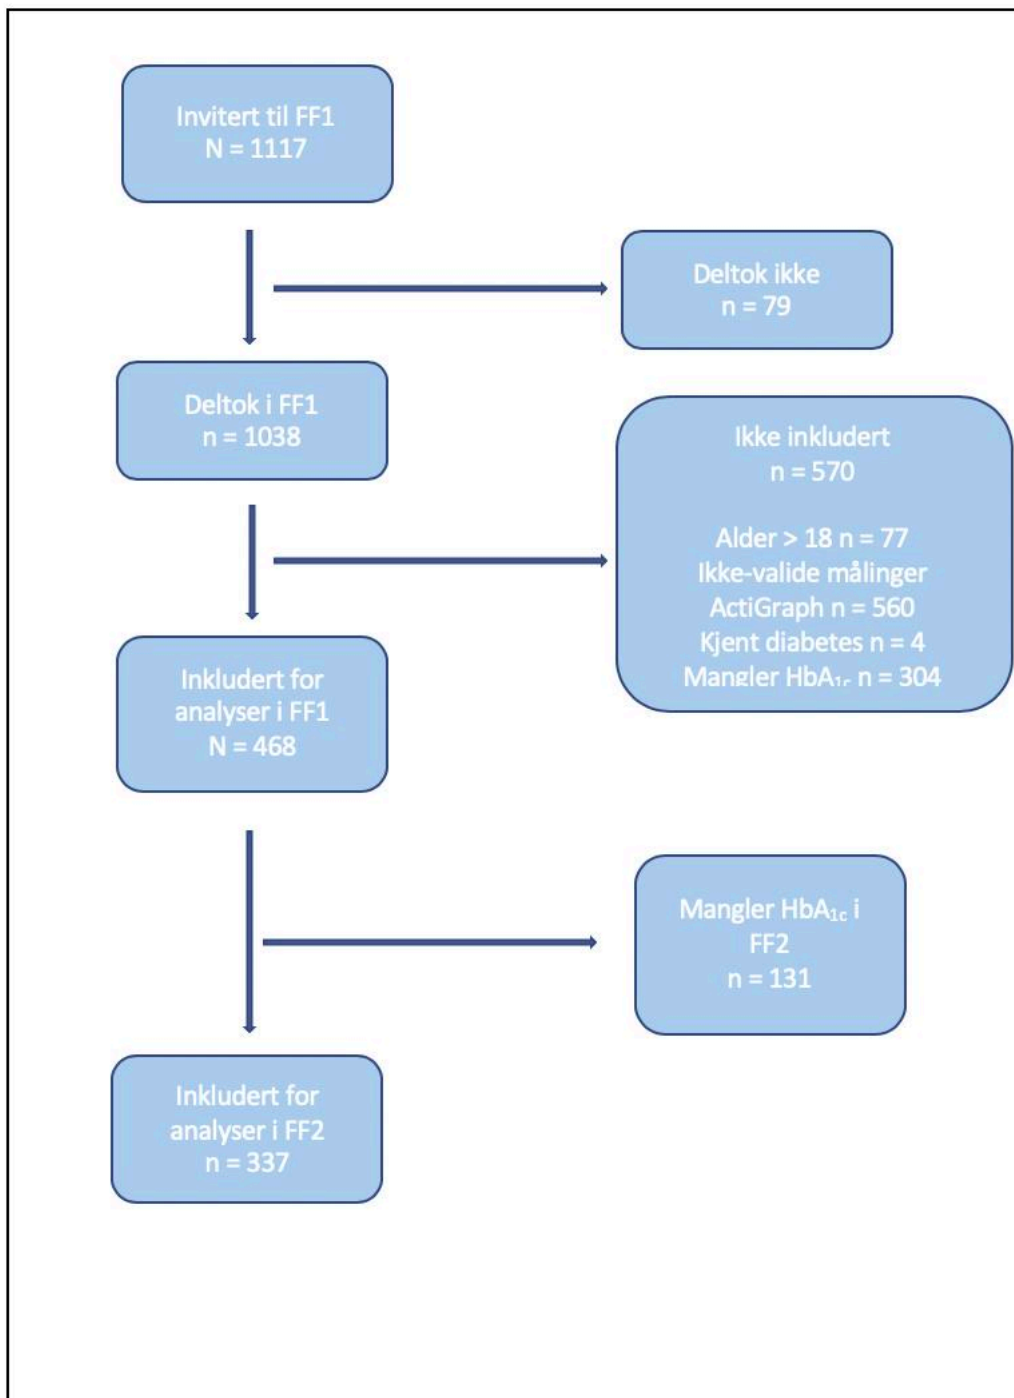 Invitert til FF1
N = 1117
Deltok ikke
n = 79
Deltok i FF1
n = 1038
Ikke inkludert
n = 570
Alder > 18 n = 77
Ikke-valide målinger
ActiGraph n = 560
Kjent diabetes n = 4
Mangler HbA₁c n = 304
Inkludert for
analyser i FF1
N = 468
Mangler HbA₁c i
FF2
n = 131
Inkludert for
analyser i FF2
n = 337